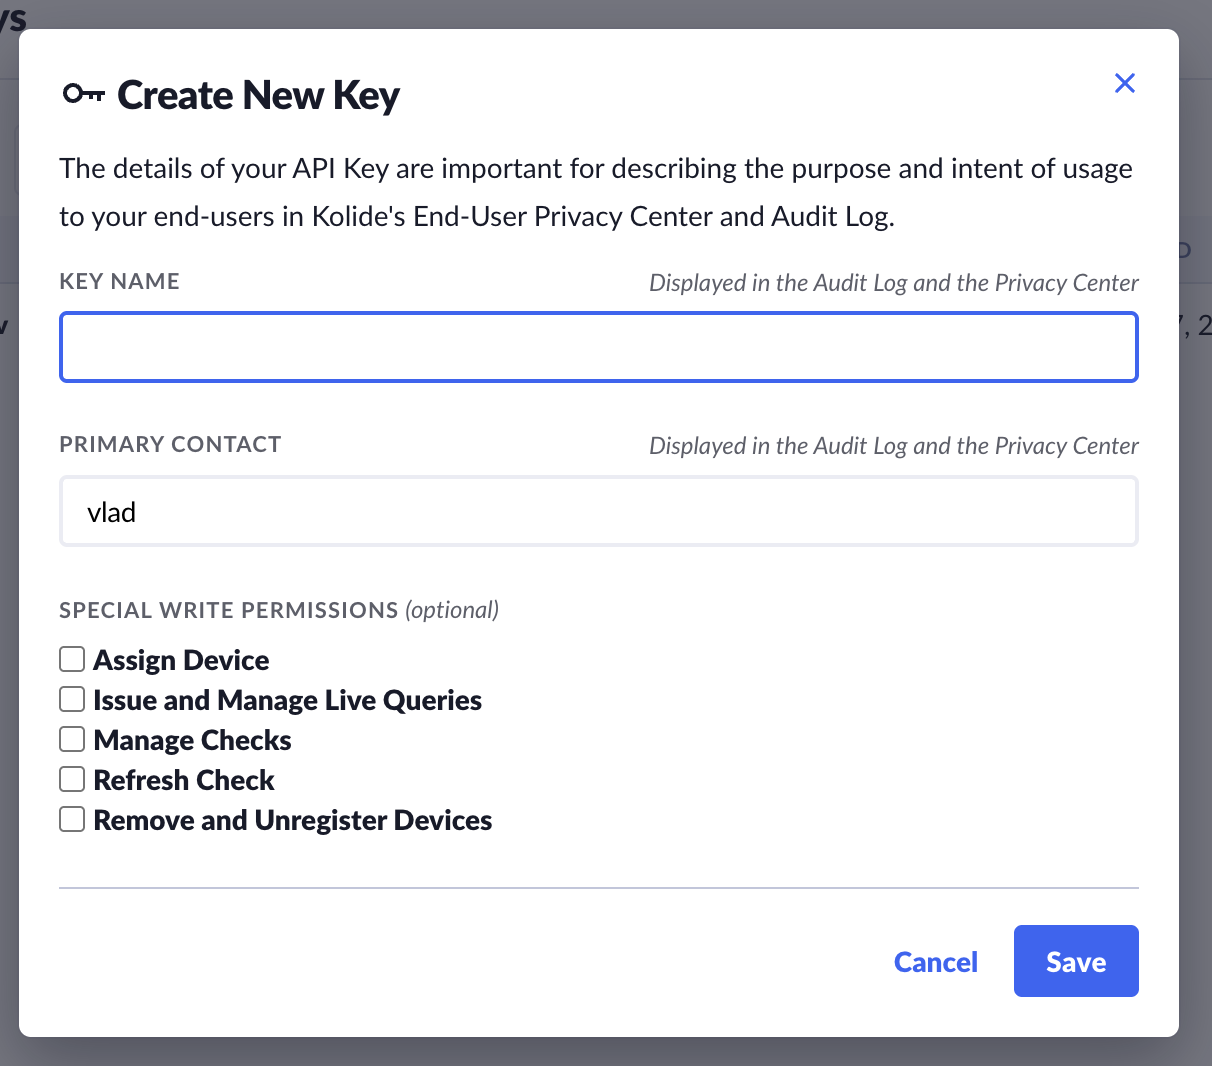 ys
Create New Key
The details of your API Key are important for describing the purpose and intent of usage
to your end-users in Kolide's End-User Privacy Center and Audit Log.
KEY NAME Displayed in the Audit Log and the Privacy Center
PRIMARY CONTACT Displayed in the Audit Log and the Privacy Center
vlad
SPECIAL WRITE PERMISSIONS (optional)
Assign Device
Issue and Manage Live Queries
Manage Checks
Refresh Check
Remove and Unregister Devices
Cancel Save